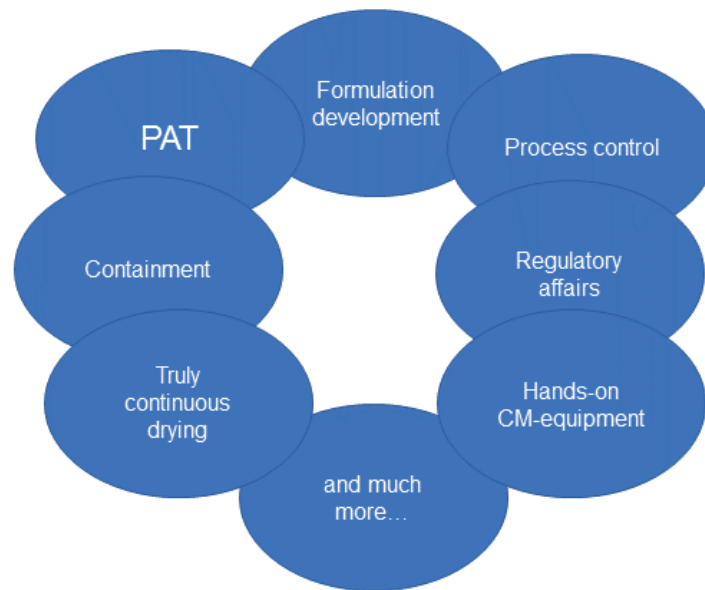 Formulation
development
PAT
Process control
Containment
Regulatory
affairs
Truly
continuous
drying
Hands-on
CM-equipment
and much
more…